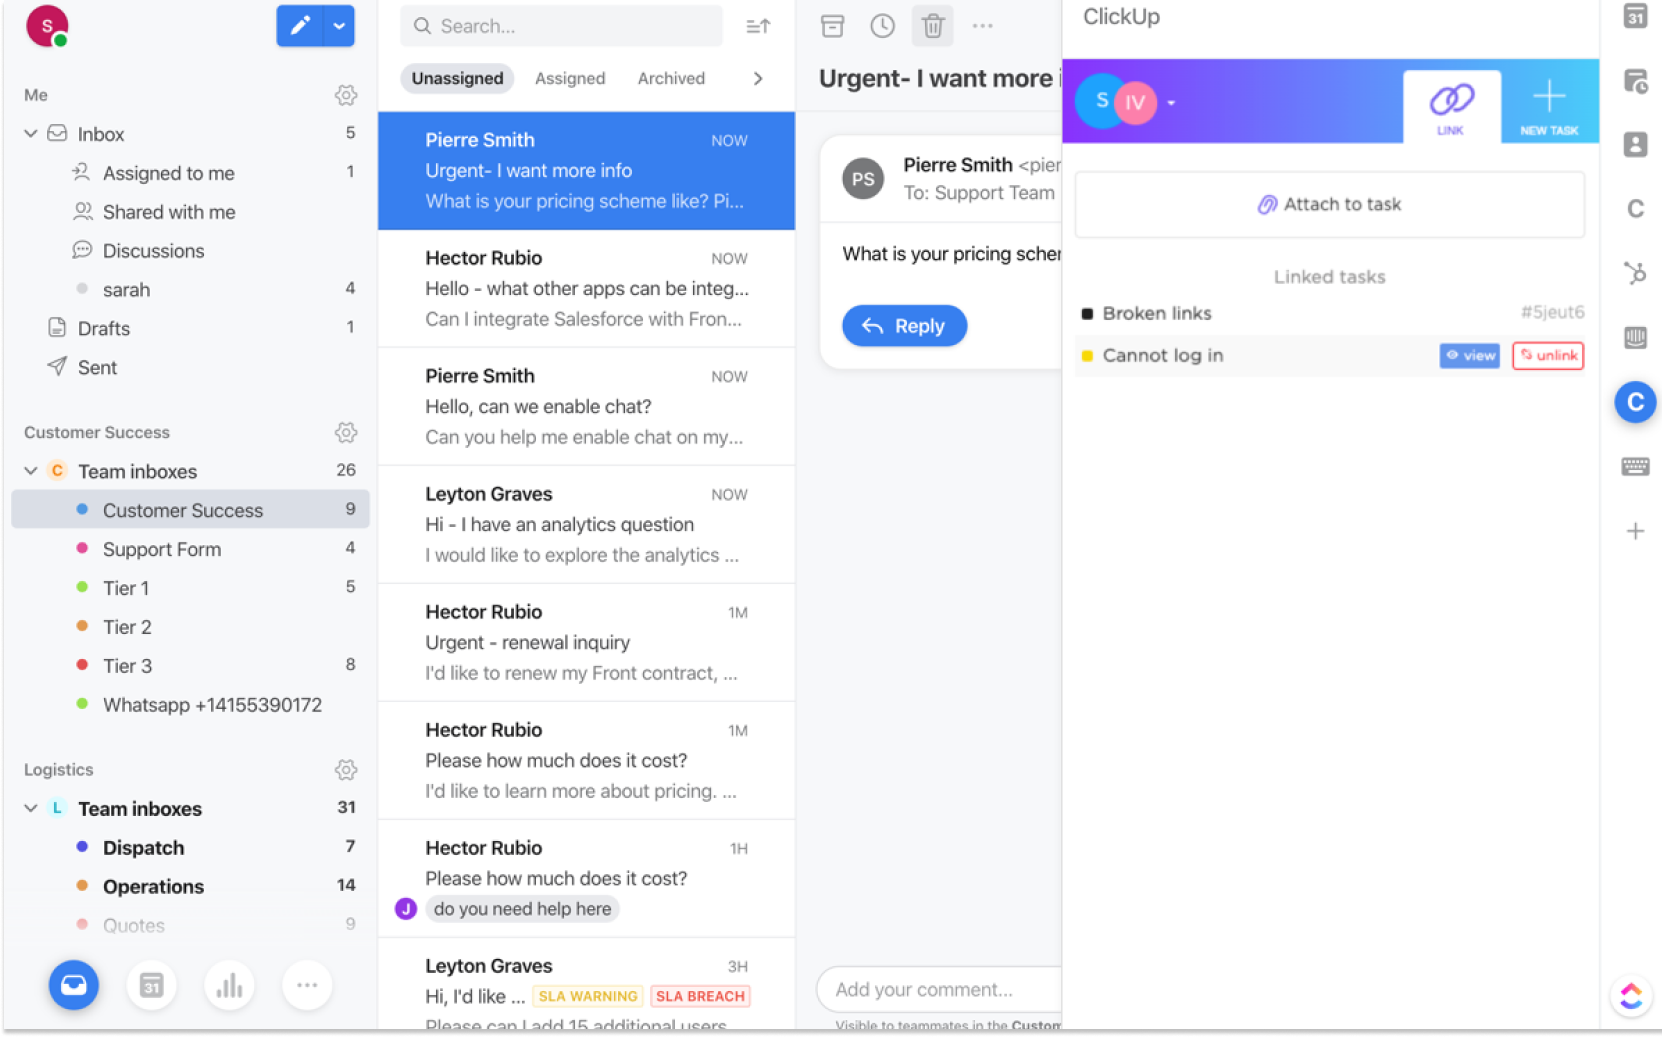 S
Me
Inbox 5
Assigned to me 1
Shared with me
Discussions
sarah 4
Drafts 1
Sent
Customer Success
C Team inboxes 26
Customer Success 9
Support Form 4
Tier 1 5
Tier 2
Tier 3 8
Whatsapp +14155390172
Logistics
L Team inboxes 31
Dispatch 7
Operations 14
Quotes 9
31
Search...
Unassigned Assigned Archived
Pierre Smith NOW
Urgent- I want more info
What is your pricing scheme like? Pi...
Hector Rubio NOW
Hello - what other apps can be integ...
Can I integrate Salesforce with Fron...
Pierre Smith NOW
Hello, can we enable chat?
Can you help me enable chat on my...
Leyton Graves NOW
Hi - I have an analytics question
I would like to explore the analytics ...
Hector Rubio 1M
Urgent - renewal inquiry
I'd like to renew my Front contract, ...
Hector Rubio 1M
Please how much does it cost?
I'd like to learn more about pricing. ...
Hector Rubio 1H
Please how much does it cost?
J do you need help here
Leyton Graves 3H
Hi, I'd like ... SLA WARNING SLA BREACH
Please can I add 15 additional users
Urgent- I want more
PS
Pierre Smith <pier
To: Support Team
What is your pricing scher
Reply
Add your comment...
Visible to teammates in the Custom
ClickUp
S IV
LINK
NEW TASK
Attach to task
Linked tasks
Broken links #5jeut6
Cannot log in view unlink
31
C
C